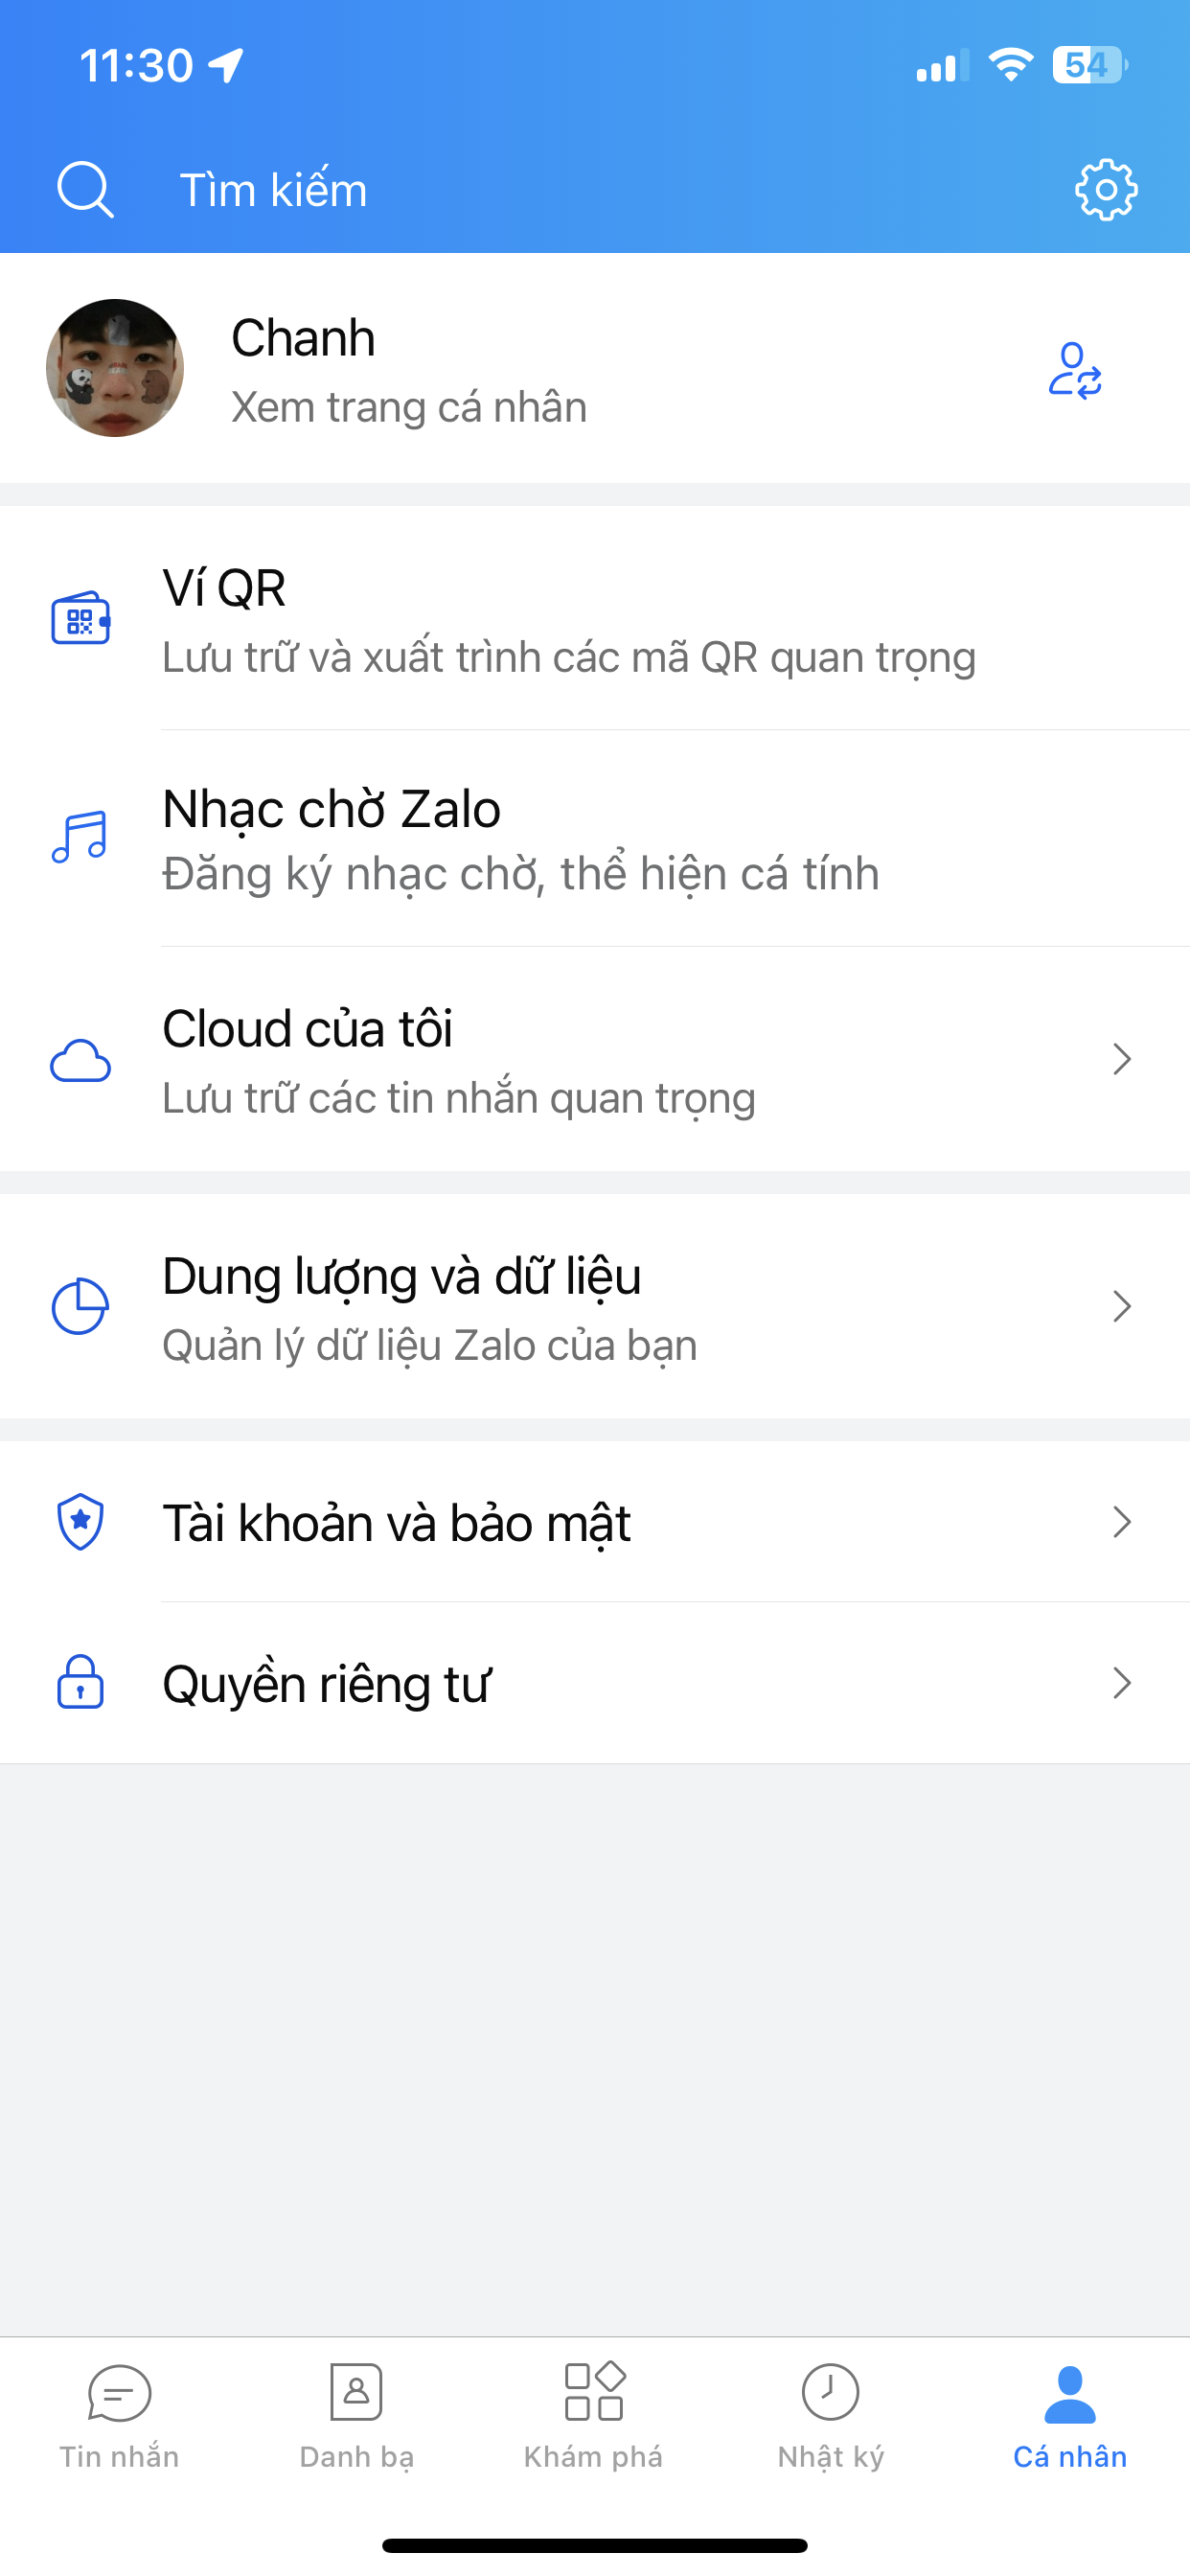 11:30
54
Tìm kiếm
Chanh
Xem trang cá nhân
Ví QR
Lưu trữ và xuất trình các mã QR quan trọng
Nhạc chờ Zalo
Đăng ký nhạc chờ, thể hiện cá tính
Cloud của tôi
Lưu trữ các tin nhắn quan trọng
Dung lượng và dữ liệu
Quản lý dữ liệu Zalo của bạn
Tài khoản và bảo mật
Quyền riêng tư
Tin nhắn
Danh bạ
Khám phá
Nhật ký
Cá nhân